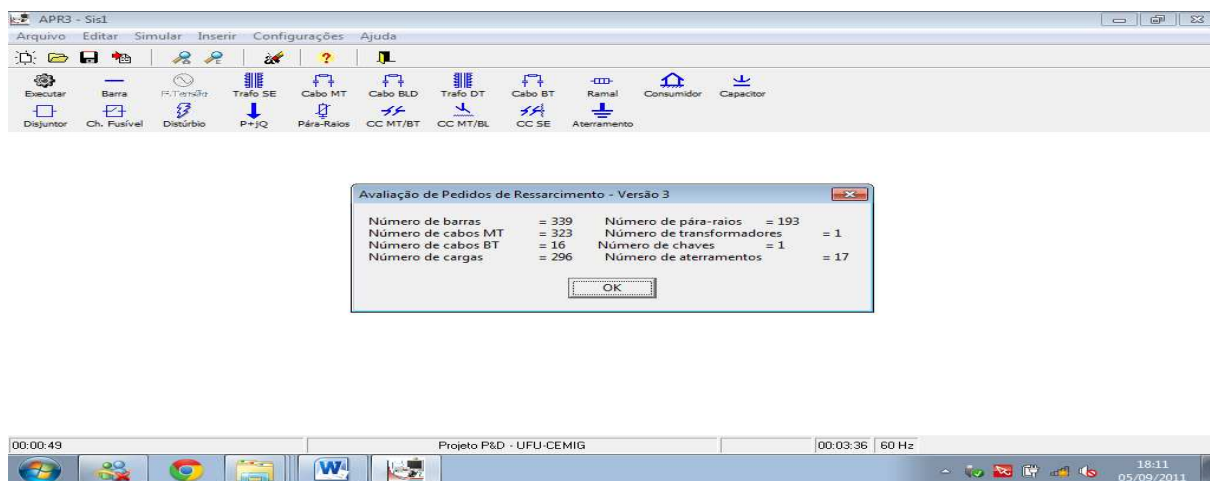 APR3 - Sis1
Arquivo Editar Simular Inserir Configurações Ajuda
Executar Barra F.Tensão Trafo SE Cabo MT Cabo BLD Trafo DT Cabo BT Ramal Consumidor Capacitor
Disjuntor Ch. Fusível Distúrbio P+jQ Pára-Raios CC MT/BT CC MT/BL CC SE Aterramento
Avaliação de Pedidos de Ressarcimento - Versão 3
Número de barras = 339 Número de pára-raios = 193
Número de cabos MT = 323 Número de transformadores = 1
Número de cabos BT = 16 Número de chaves = 1
Número de cargas = 296 Número de aterramentos = 17
OK
00:00:49 Projeto P&D - UFU-CEMIG 00:03:36 60 Hz
18:11
05/09/2011